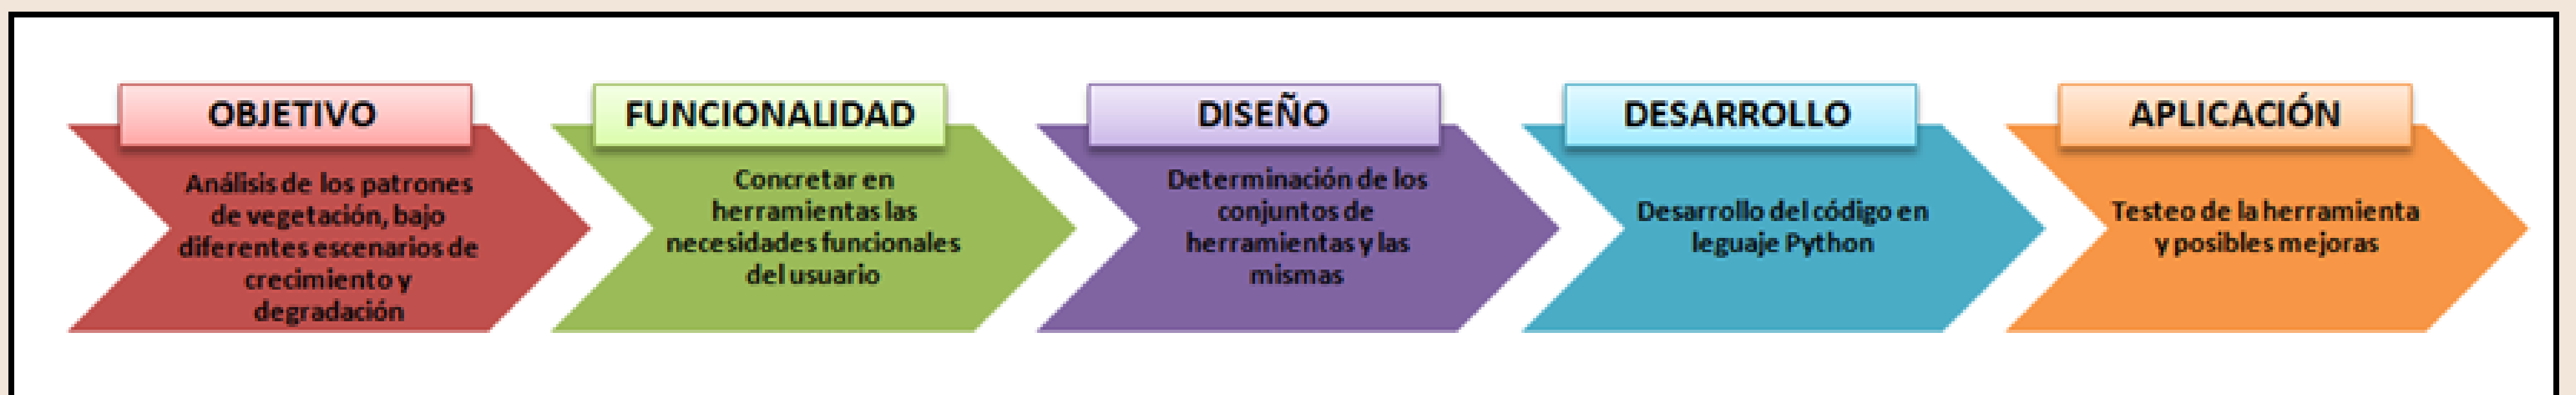 OBJETIVO
Análisis de los patrones
de vegetación, bajo
diferentes escenarios de
crecimiento y
degradación
FUNCIONALIDAD
Concretar en
herramientas las
necesidades funcionales
del usuario
DISEÑO
Determinación de los
conjuntos de
herramientas y las
mismas
DESARROLLO
Desarrollo del código en
leguaje Python
APLICACIÓN
Testeo de la herramienta
y posibles mejoras